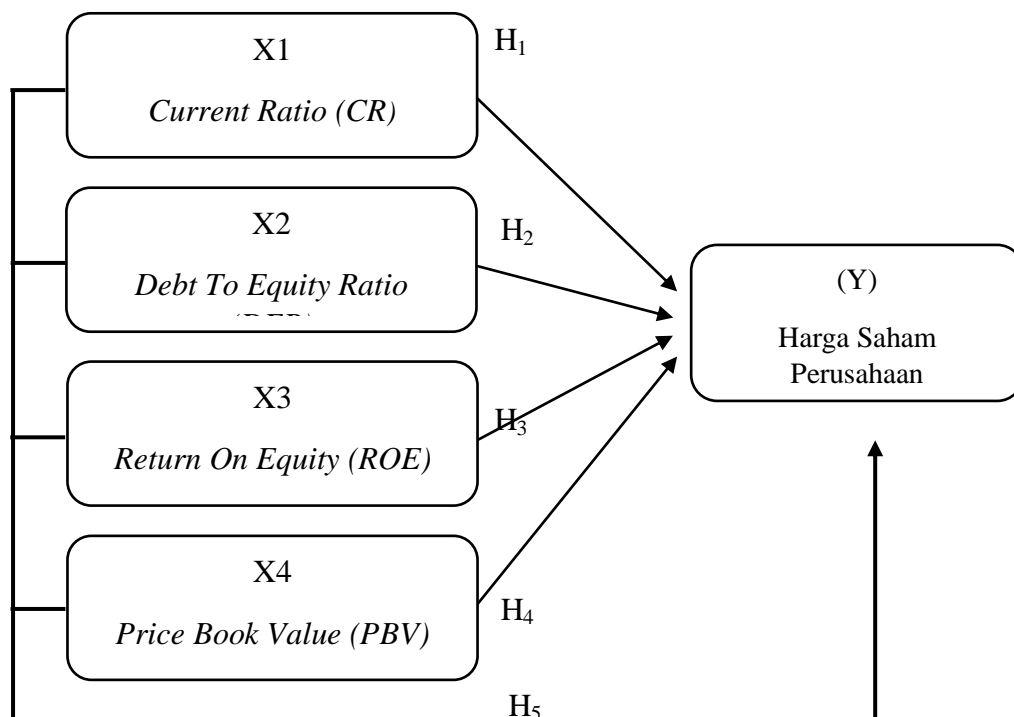 X1
H₁
Current Ratio (CR)
X2
H₂
Debt To Equity Ratio
(Y)
Harga Saham
Perusahaan
X3
H₃
Return On Equity (ROE)
X4
H₄
Price Book Value (PBV)
H₅